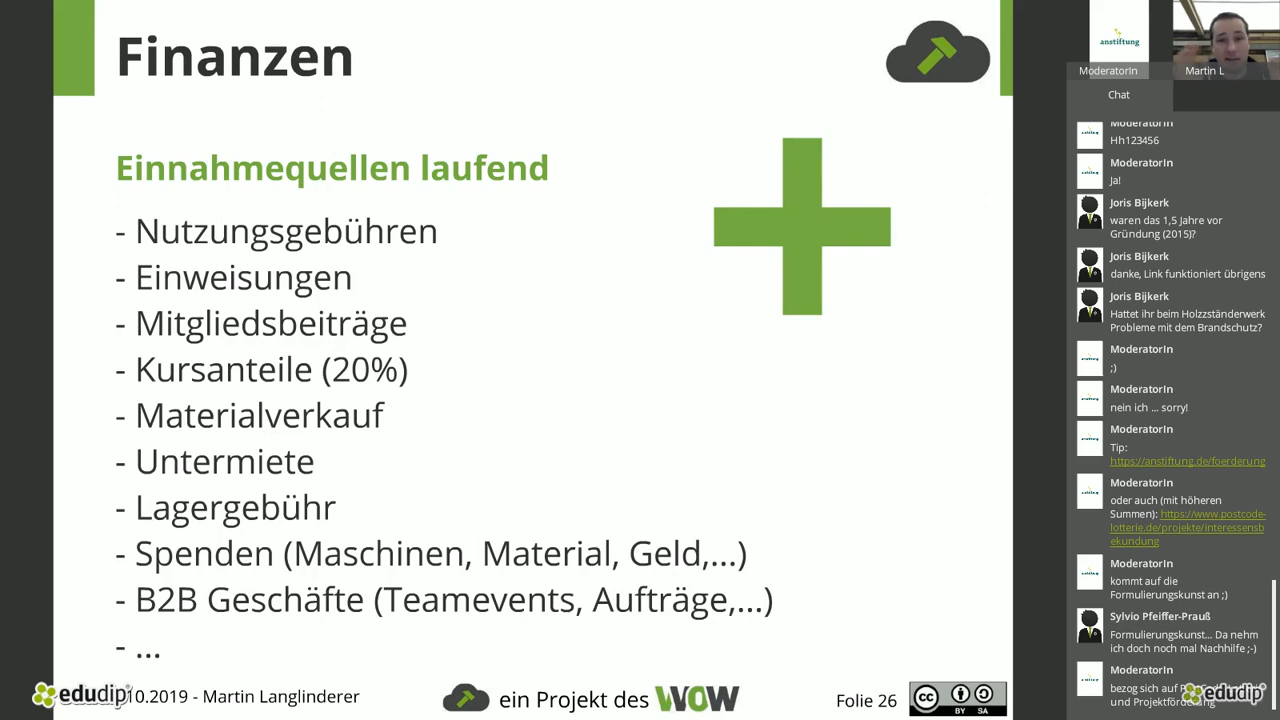 Finanzen
Einnahmequellen laufend
- Nutzungsgebühren
- Einweisungen
- Mitgliedsbeiträge
- Kursanteile (20%)
- Materialverkauf
- Untermiete
- Lagergebühr
- Spenden (Maschinen, Material, Geld,...)
- B2B Geschäfte (Teamevents, Aufträge,...)
- ...
edudip
10.2019 - Martin Langlinderer
ein Projekt des WOW
Folie 26
CC BY SA
anstiftung
ModeratorIn
Martin L
Chat
ModeratorIn
Hh123456
ModeratorIn
Ja!
Joris Bijkerk
waren das 1,5 Jahre vor
Gründung (2015)?
Joris Bijkerk
danke, Link funktioniert übrigens
Joris Bijkerk
Hattet ihr beim Holzzständerwerk
Probleme mit dem Brandschutz?
ModeratorIn
;)
ModeratorIn
nein ich ... sorry!
ModeratorIn
Tip:
https://anstiftung.de/foerderung
ModeratorIn
oder auch (mit höheren
Summen): https://www.postcode-
lotterie.de/projekte/interessensb
ekundung
ModeratorIn
kommt auf die
Formulierungskunst an ;)
Sylvio Pfeiffer-Prauß
Formulierungskunst... Da nehm
ich doch noch mal Nachhilfe ;-)
ModeratorIn
bezog sich auf
und Projektförderung
edudip